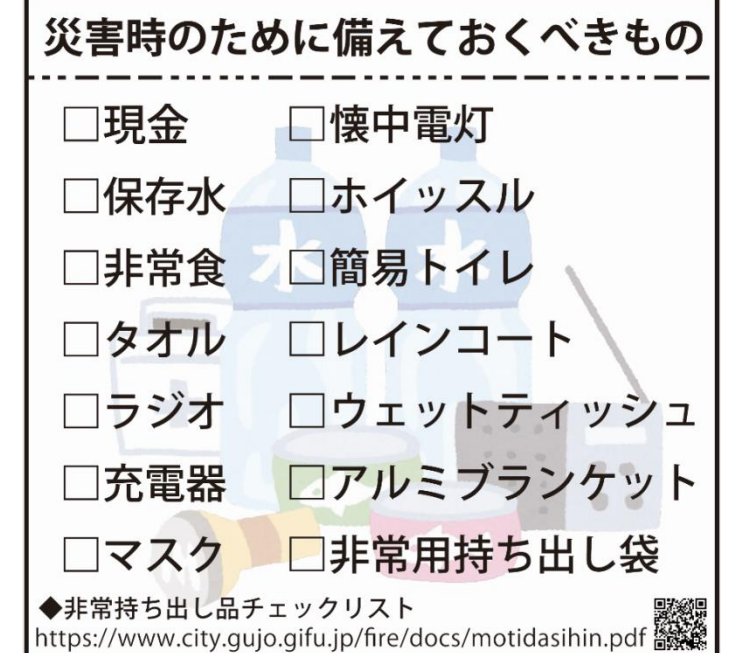 災害時のために備えておくべきもの
□現金 □懐中電灯
□保存水 □ホイッスル
□非常食 □簡易トイレ
□タオル □レインコート
□ラジオ □ウェットティッシュ
□充電器 □アルミブランケット
□マスク □非常用持ち出し袋
水 水
◆非常持ち出し品チェックリスト
https://www.city.gujo.gifu.jp/fire/docs/motidasihin.pdf